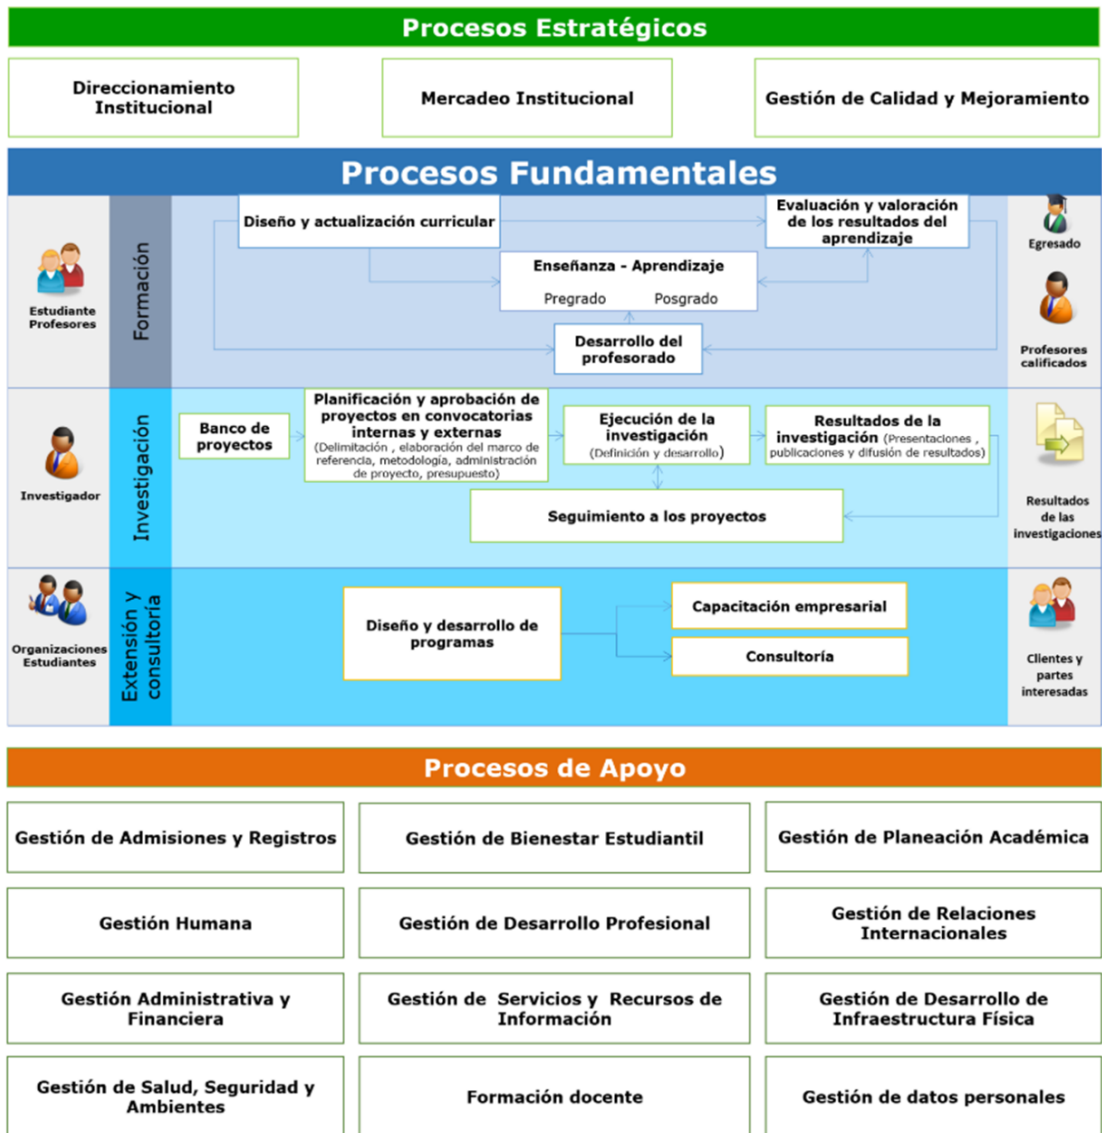 Procesos Estratégicos
Direccionamiento
Institucional
Mercadeo Institucional
Gestión de Calidad y Mejoramiento
Procesos Fundamentales
Estudiante
Profesores
Formación
Diseño y actualización curricular
Evaluación y valoración
de los resultados del
aprendizaje
Enseñanza - Aprendizaje
Pregrado Posgrado
Desarrollo del
profesorado
Egresado
Profesores
calificados
Investigador
Investigación
Banco de
proyectos
Planificación y aprobación de
proyectos en convocatorias
internas y externas
(Delimitación , elaboración del marco de
referencia, metodología, administración
de proyecto, presupuesto)
Ejecución de la
investigación
(Definición y desarrollo)
Resultados de la
investigación (Presentaciones ,
publicaciones y difusión de resultados)
Seguimiento a los proyectos
Resultados
de las
investigaciones
Organizaciones
Estudiantes
Extensión y
consultoría
Diseño y desarrollo de
programas
Capacitación empresarial
Consultoría
Clientes y
partes
interesadas
Procesos de Apoyo
Gestión de Admisiones y Registros
Gestión de Bienestar Estudiantil
Gestión de Planeación Académica
Gestión Humana
Gestión de Desarrollo Profesional
Gestión de Relaciones
Internacionales
Gestión Administrativa y
Financiera
Gestión de Servicios y Recursos de
Información
Gestión de Desarrollo de
Infraestructura Física
Gestión de Salud, Seguridad y
Ambientes
Formación docente
Gestión de datos personales